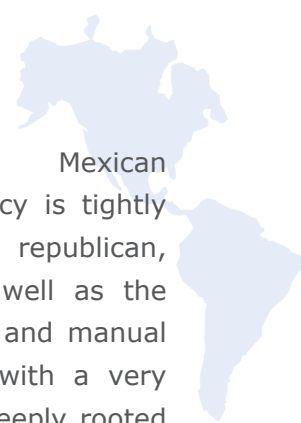 Mexican
cy is tightly
republican,
well as the
and manual
with a very
eeply rooted